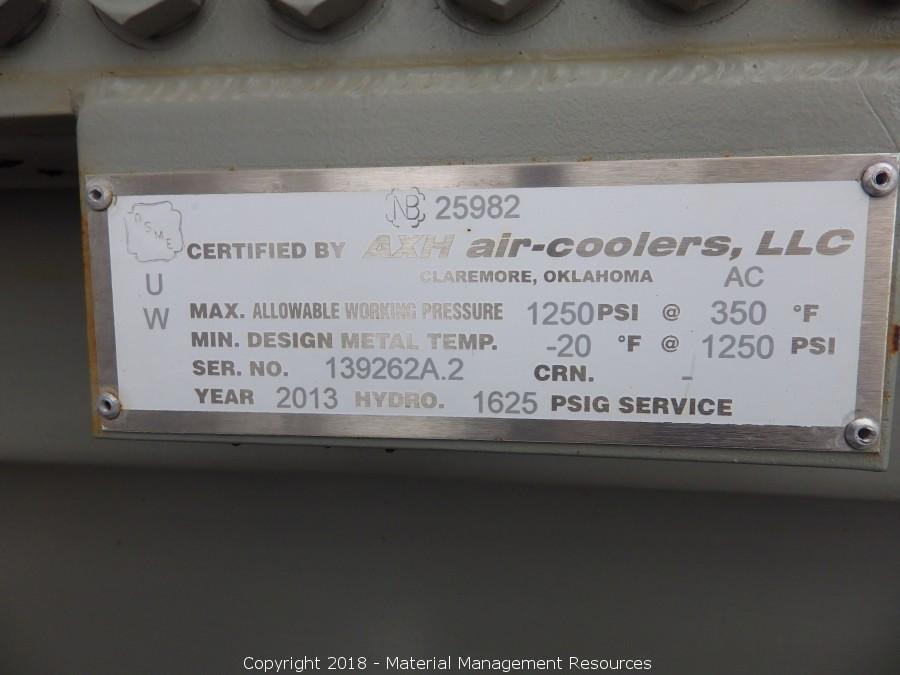 NB 25982
ASME
CERTIFIED BY AXH air-coolers, LLC
CLAREMORE, OKLAHOMA AC
U
W
MAX. ALLOWABLE WORKING PRESSURE 1250 PSI @ 350 °F
MIN. DESIGN METAL TEMP. -20 °F @ 1250 PSI
SER. NO. 139262A.2 CRN. -
YEAR 2013 HYDRO. 1625 PSIG SERVICE
Copyright 2018 - Material Management Resources